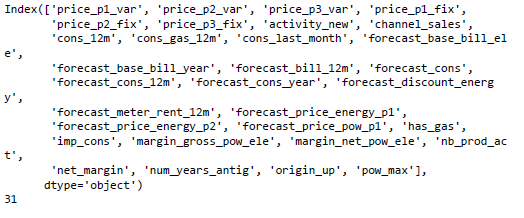 Index(['price_p1_var', 'price_p2_var', 'price_p3_var', 'price_p1_fix',
'price_p2_fix', 'price_p3_fix', 'activity_new', 'channel_sales',
'cons_12m', 'cons_gas_12m', 'cons_last_month', 'forecast_base_bill_el
e',
'forecast_base_bill_year', 'forecast_bill_12m', 'forecast_cons',
'forecast_cons_12m', 'forecast_cons_year', 'forecast_discount_energ
y',
'forecast_meter_rent_12m', 'forecast_price_energy_p1',
'forecast_price_energy_p2', 'forecast_price_pow_p1', 'has_gas',
'imp_cons', 'margin_gross_pow_ele', 'margin_net_pow_ele', 'nb_prod_ac
t',
'net_margin', 'num_years_antig', 'origin_up', 'pow_max'],
dtype='object')
31